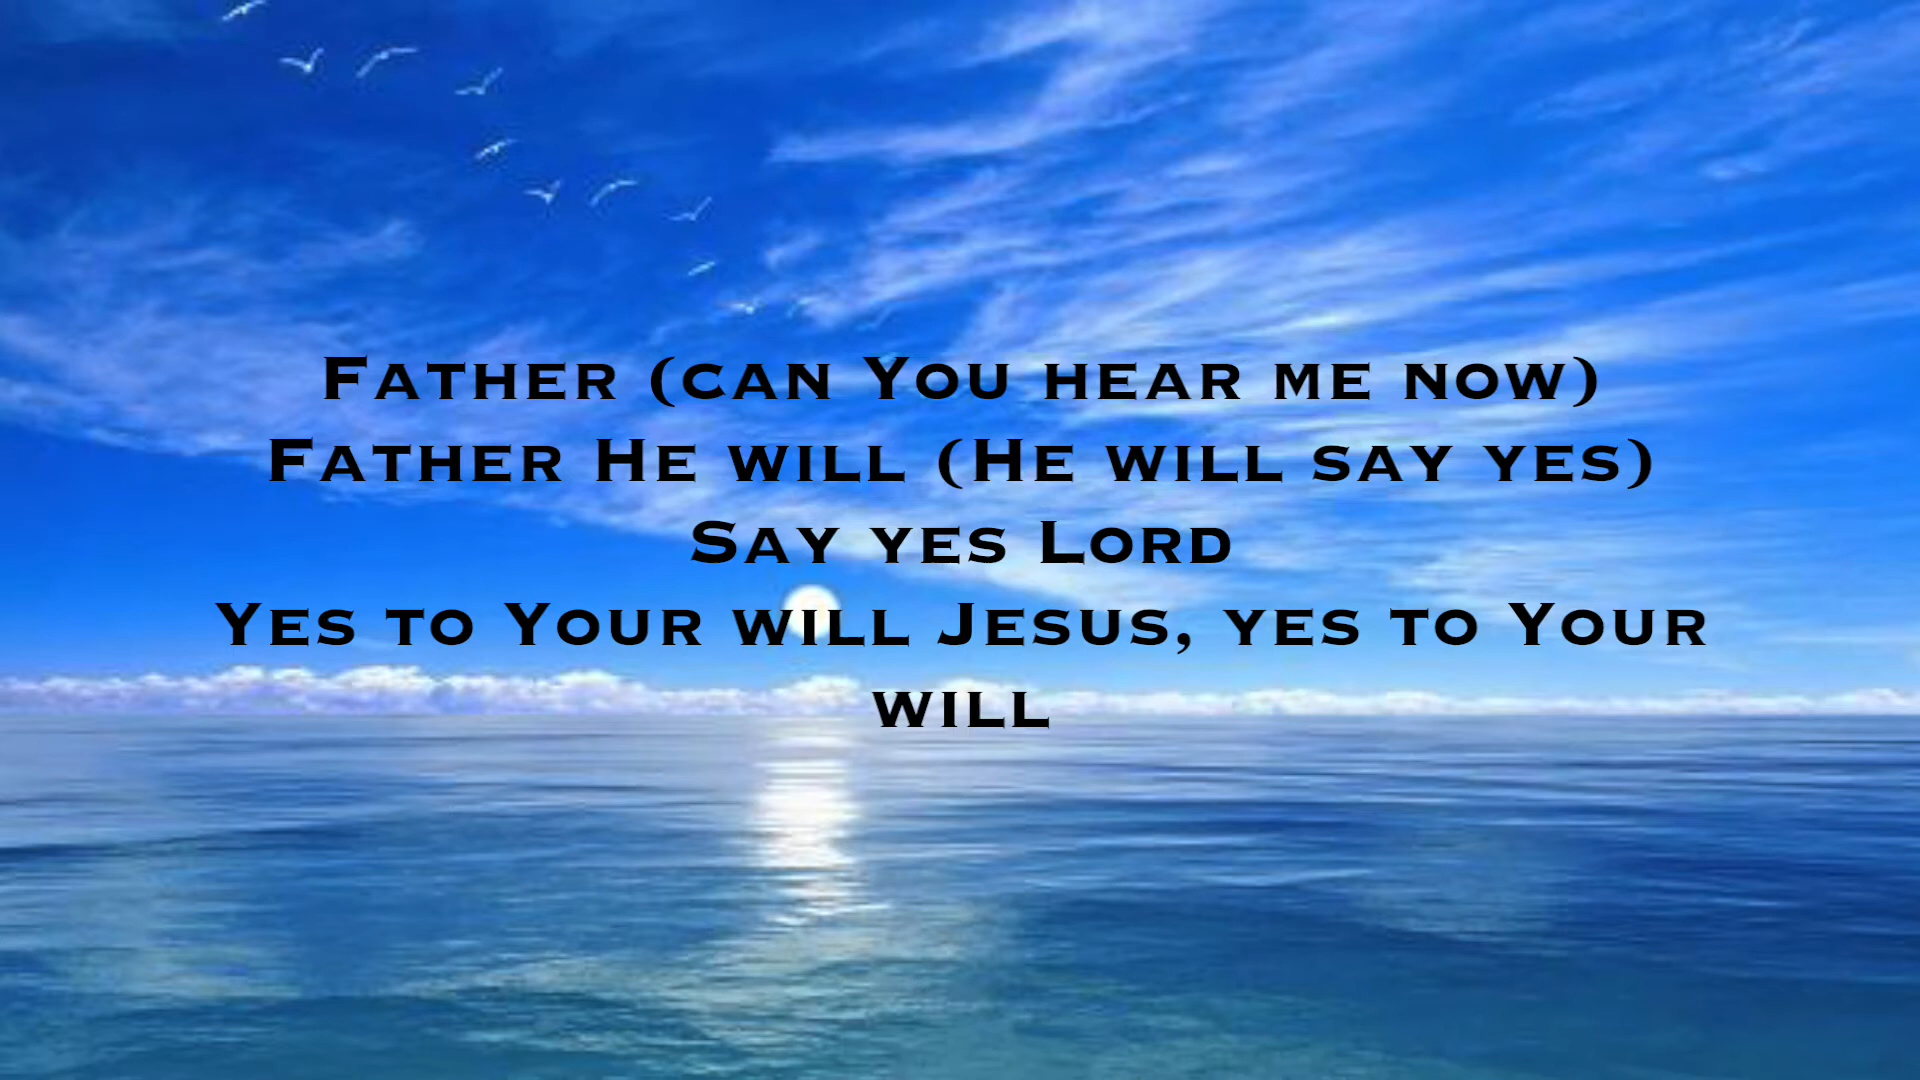 Father (can You hear me now)
Father He will (He will say yes)
Say yes Lord
Yes to Your will Jesus, yes to Your
will